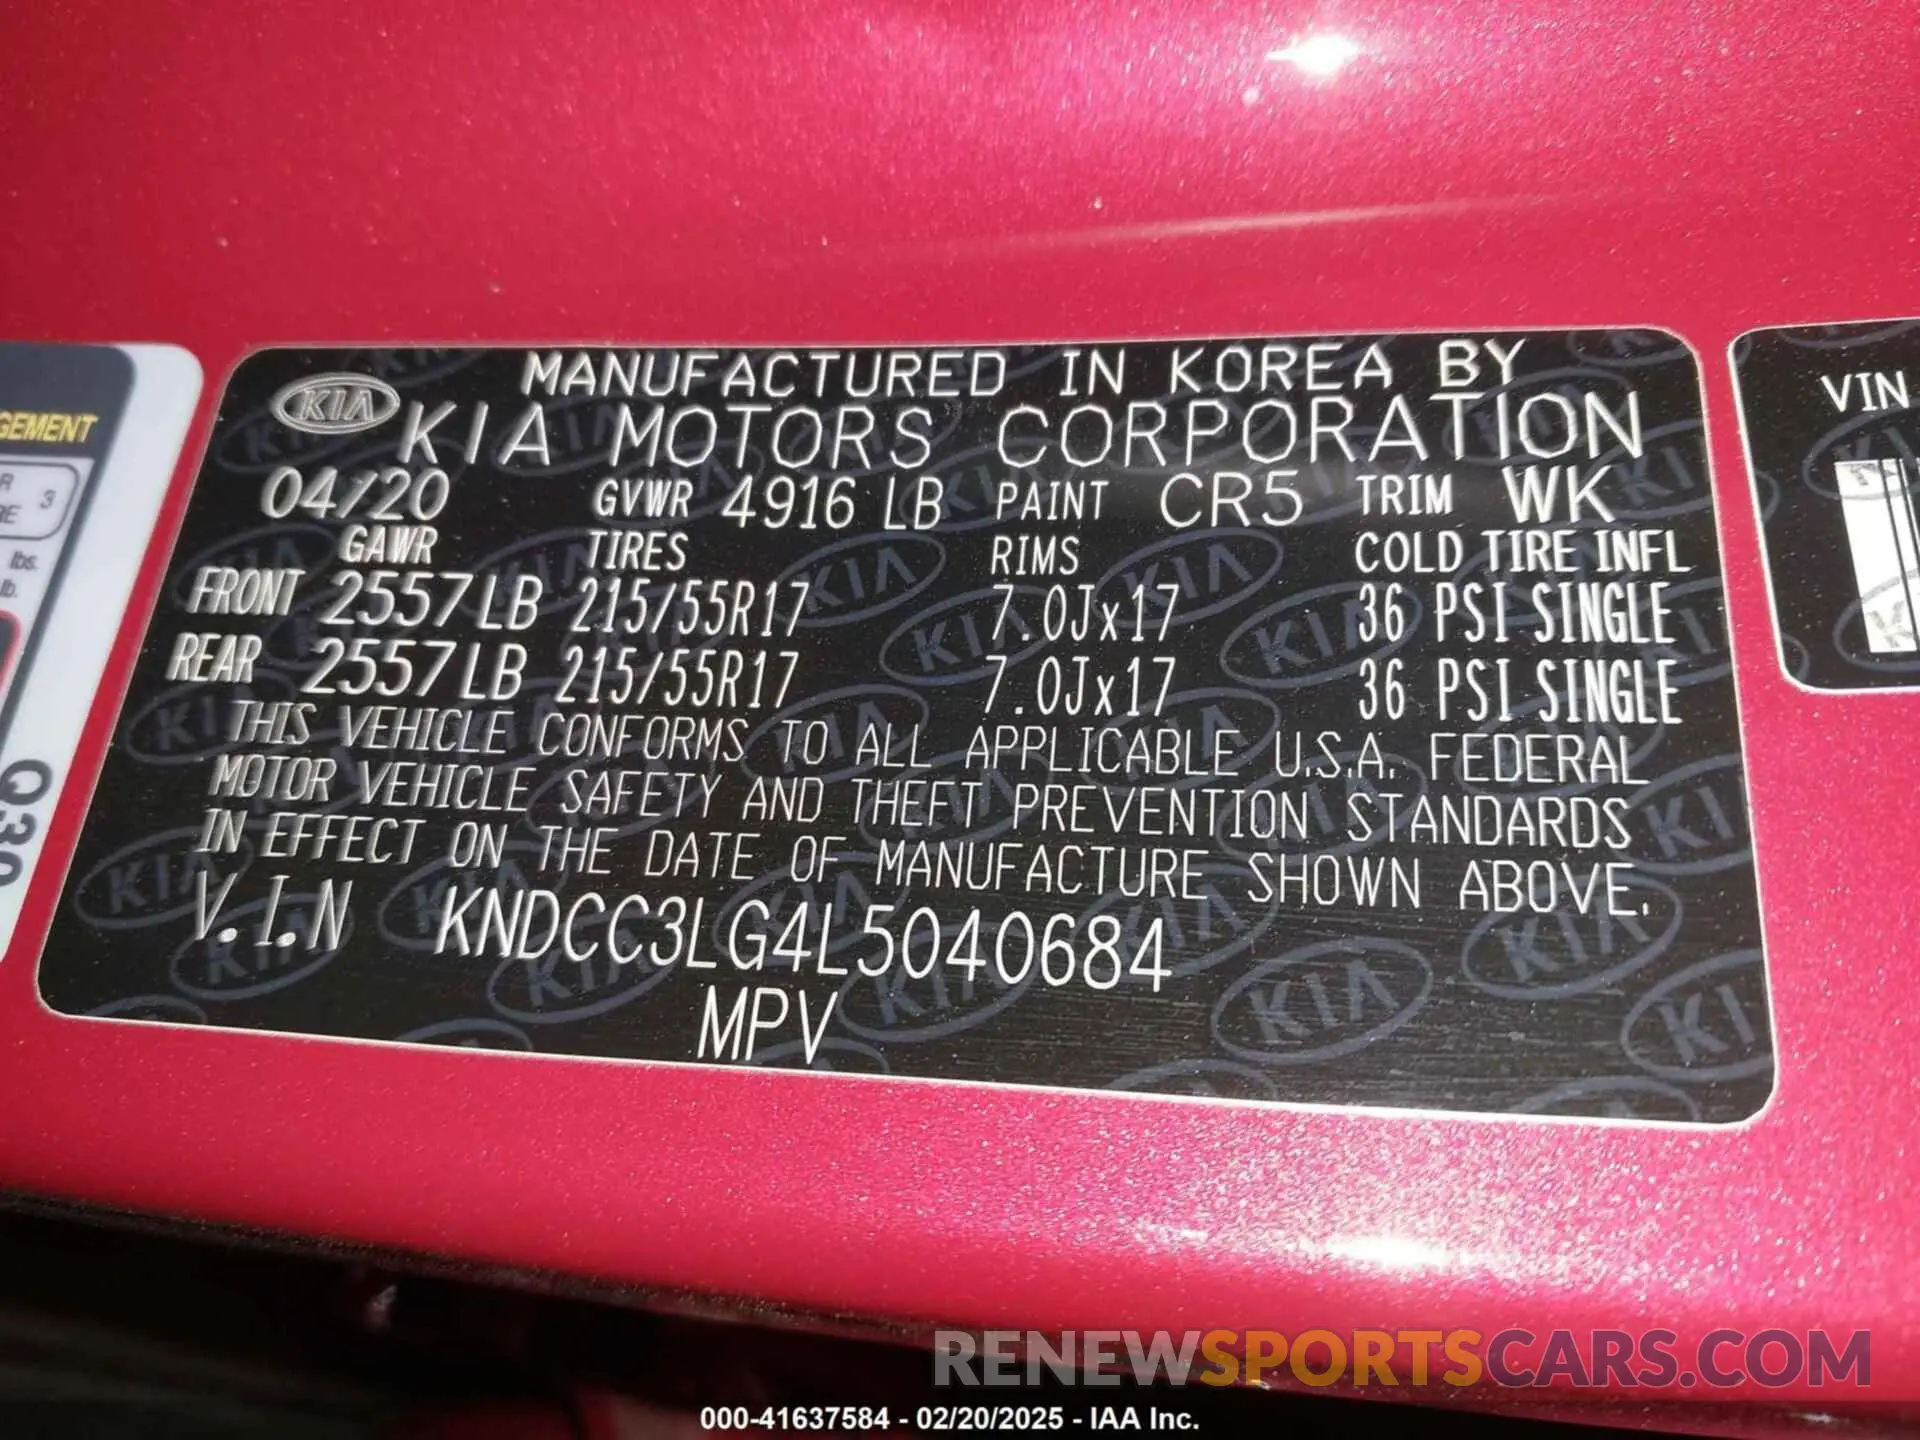 MANUFACTURED IN KOREA BY
KIA
KIA MOTORS CORPORATION
04/20 GVWR 4916 LB PAINT CR5 TRIM WK
GAWR TIRES RIMS COLD TIRE INFL
FRONT 2557LB 215/55R17 7.0Jx17 36 PSI SINGLE
REAR 2557LB 215/55R17 7.0Jx17 36 PSI SINGLE
THIS VEHICLE CONFORMS TO ALL APPLICABLE U.S.A. FEDERAL
MOTOR VEHICLE SAFETY AND THEFT PREVENTION STANDARDS
IN EFFECT ON THE DATE OF MANUFACTURE SHOWN ABOVE.
V.I.N KNDCC3LG4L5040684
MPV
GEMENT
R 3
RE
lbs.
lb.
VIN
RENEWSPORTSCARS.COM
000-41637584 - 02/20/2025 - IAA Inc.